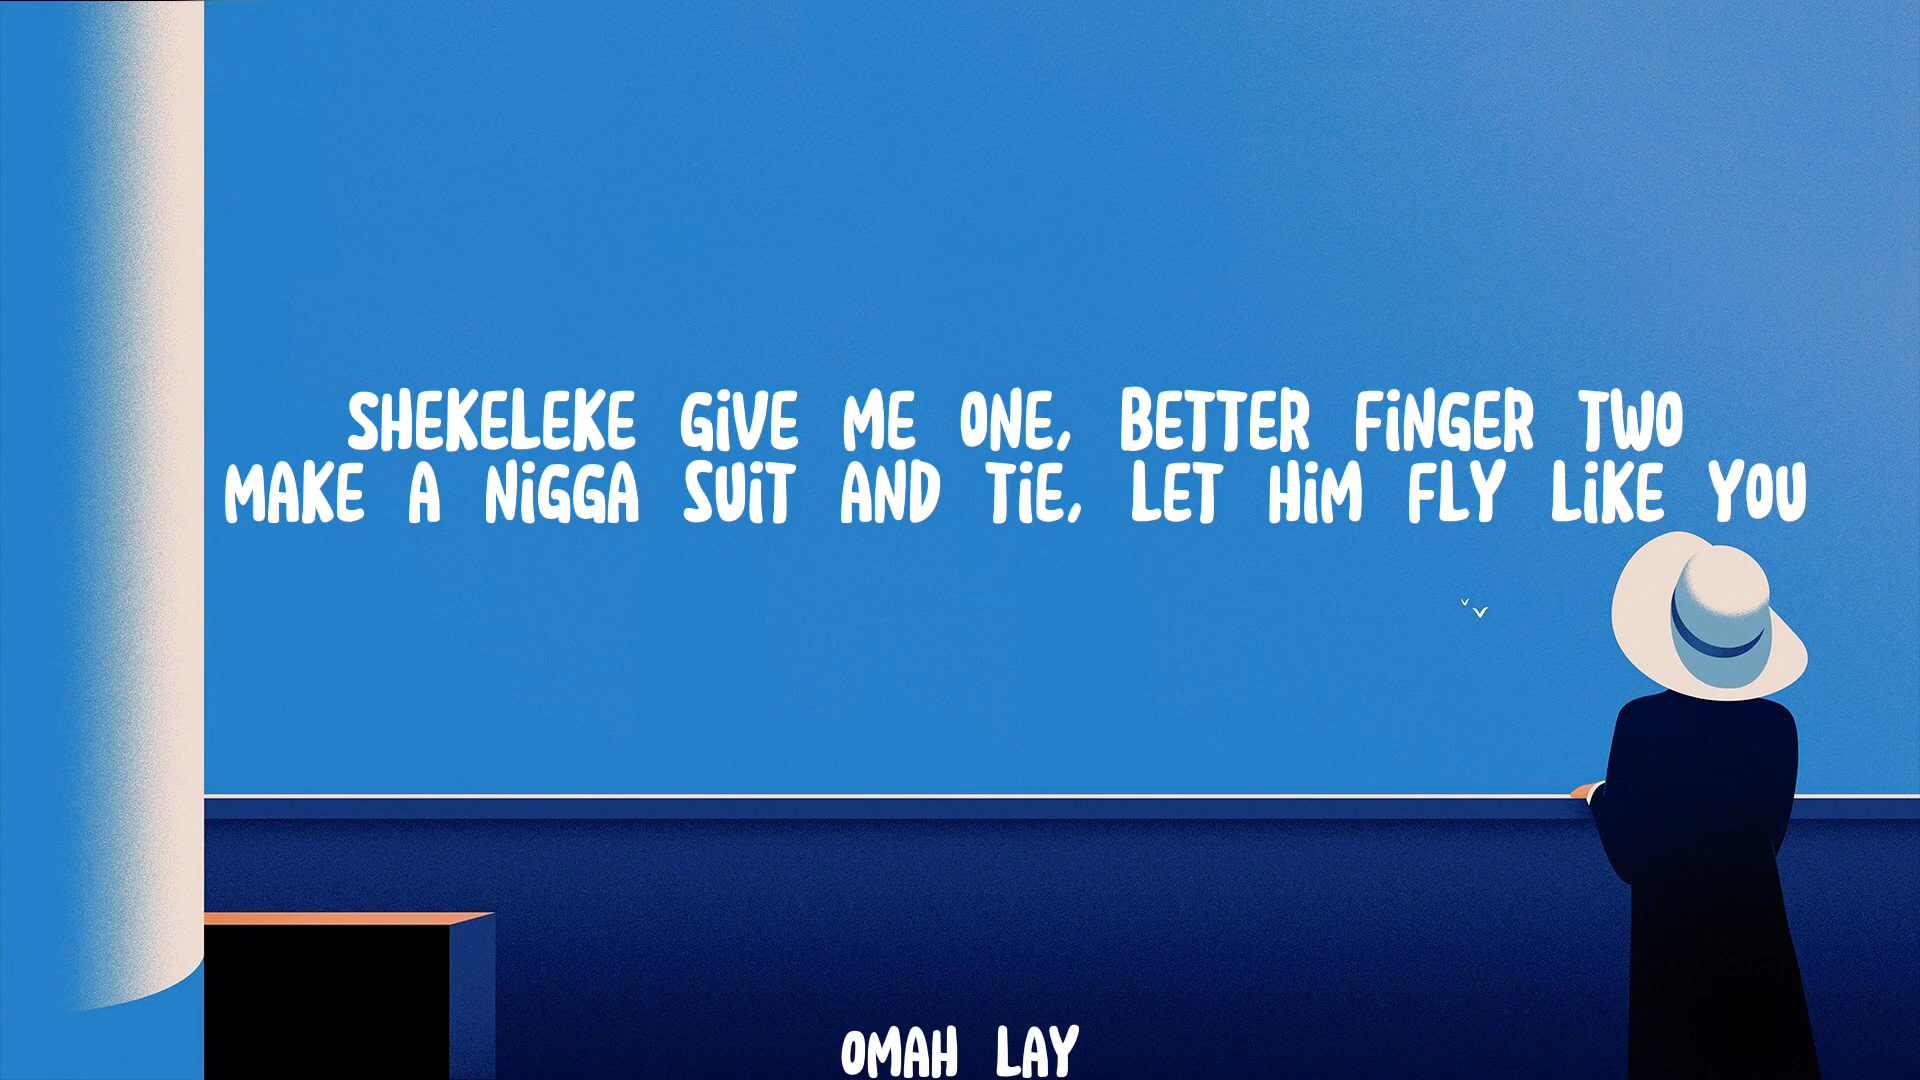 SHEKELEKE GIVE ME ONE, BETTER FINGER TWO
MAKE A NIGGA SUIT AND TIE, LET HIM FLY LIKE YOU
OMAH LAY